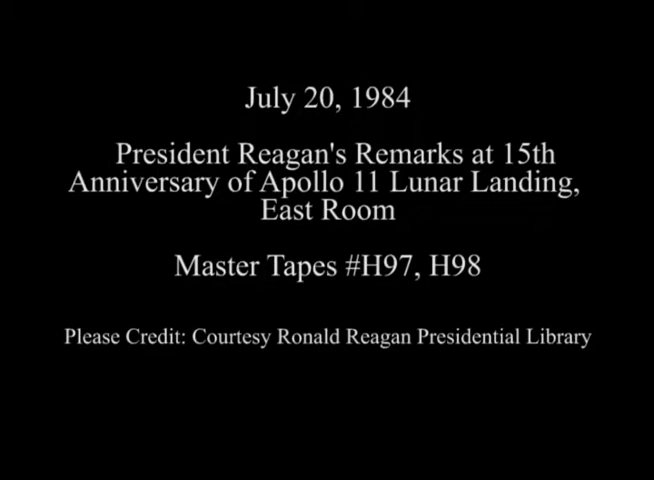 July 20, 1984
President Reagan's Remarks at 15th
Anniversary of Apollo 11 Lunar Landing,
East Room
Master Tapes #H97, H98
Please Credit: Courtesy Ronald Reagan Presidential Library